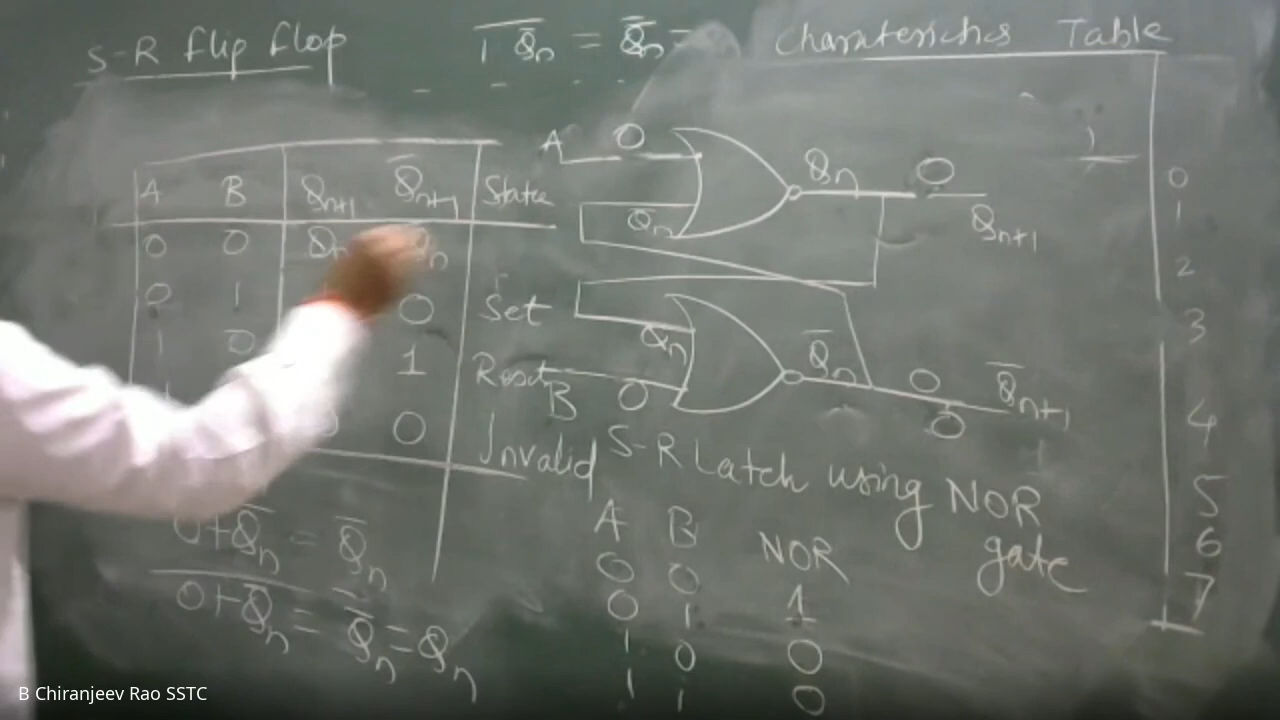 S-R flip flop
1 Q̅n = Q̅n =
Charateristics Table
A B Qn+1 Q̅n+1 State
0 0 Qn Qn
0 1 0 Set
1 0 1 Reset
0 0 Invalid
0+Q̅n = Q̅n
0+Q̅n = Q̅n = Qn
A 0 Qn 0
Q̅n Qn+1
1
Qn Q̅n 0 Q̅n+1
B 0 0
1
S-R Latch using NOR
gate
A B NOR
0 0 1
0 1
1 0 0
1 1 0
0
1
2
3
4
5
6
7
B Chiranjeev Rao SSTC